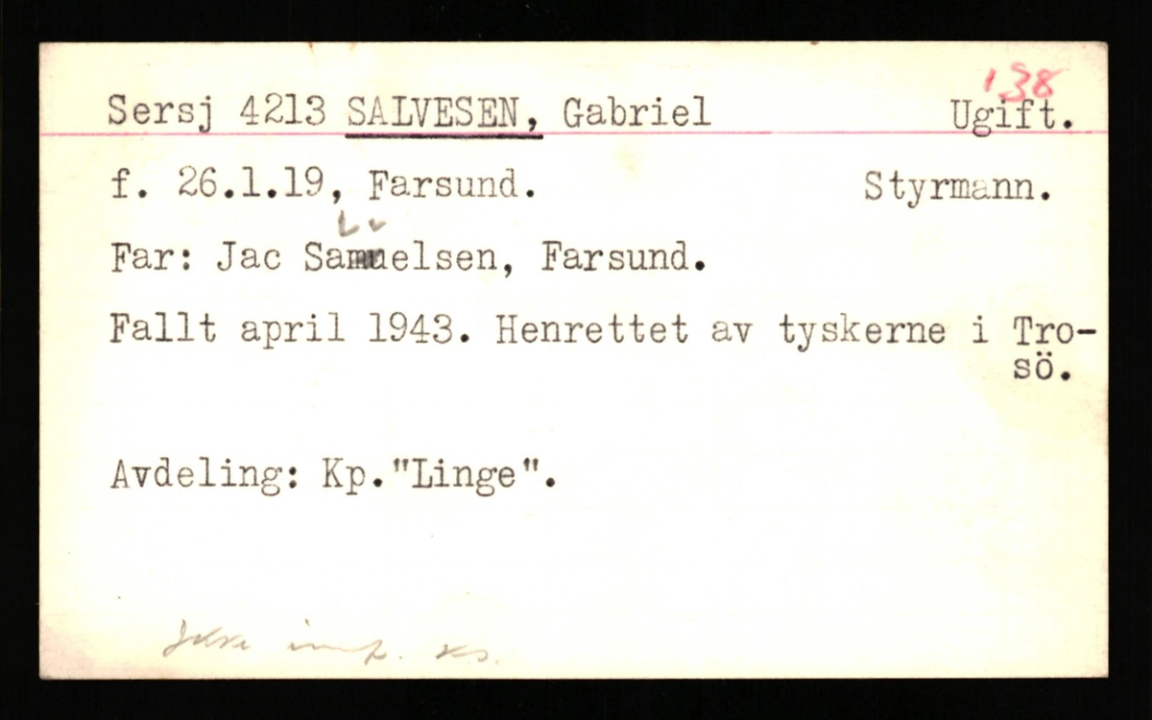 138
Sersj 4213 SALVESEN, Gabriel Ugift.
f. 26.1.19, Farsund. Styrmann.
Far: Jac Samuelsen, Farsund.
Fallt april 1943. Henrettet av tyskerne i Tro-
sö.
Avdeling: Kp."Linge".